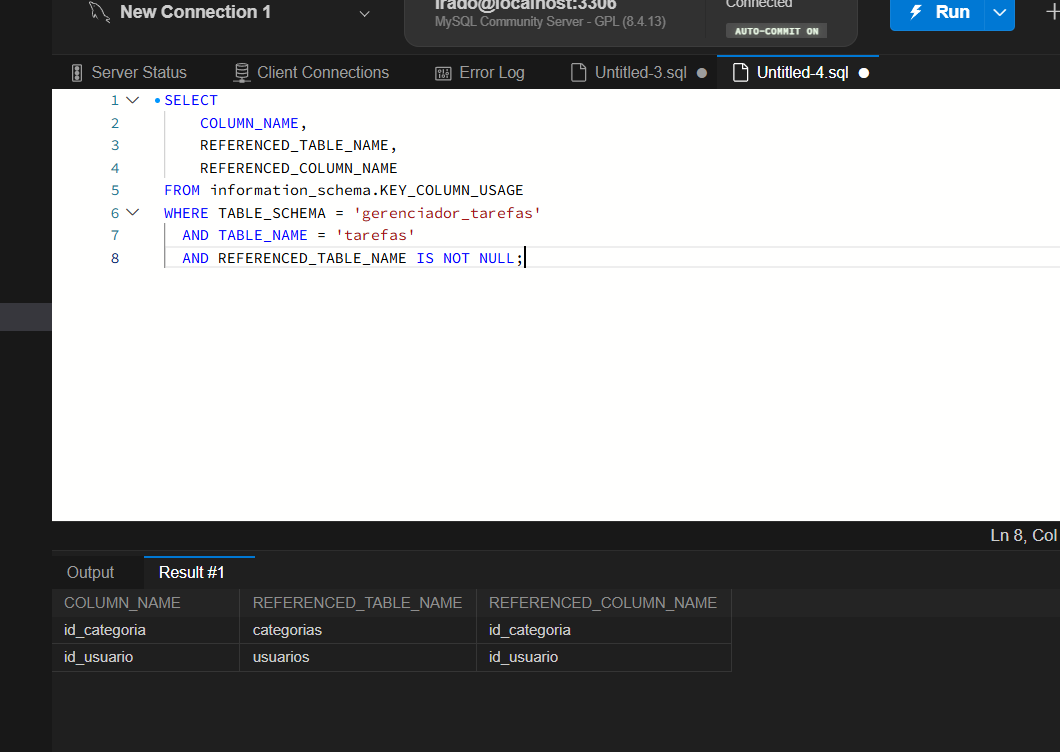 New Connection 1
irado@localhost:3306
MySQL Community Server - GPL (8.4.13)
Connected
AUTO-COMMIT ON
Run
Server Status
Client Connections
Error Log
Untitled-3.sql
Untitled-4.sql
1 SELECT
2 COLUMN_NAME,
3 REFERENCED_TABLE_NAME,
4 REFERENCED_COLUMN_NAME
5 FROM information_schema.KEY_COLUMN_USAGE
6 WHERE TABLE_SCHEMA = 'gerenciador_tarefas'
7 AND TABLE_NAME = 'tarefas'
8 AND REFERENCED_TABLE_NAME IS NOT NULL;
Ln 8, Col
Output Result #1
COLUMN_NAME REFERENCED_TABLE_NAME REFERENCED_COLUMN_NAME
id_categoria categorias id_categoria
id_usuario usuarios id_usuario